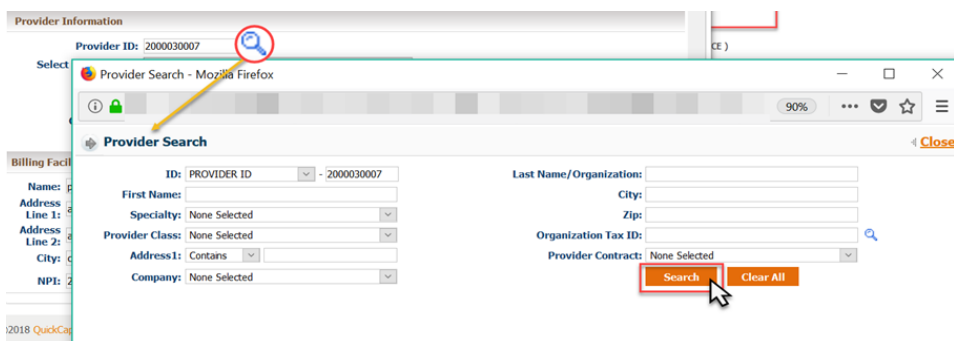 Provider Information
Provider ID: 2000030007
CE )
Select
Provider Search - Mozilla Firefox
90%
Provider Search
Close
ID: PROVIDER ID - 2000030007
Last Name/Organization:
First Name:
City:
Specialty: None Selected
Zip:
Provider Class: None Selected
Organization Tax ID:
Address1: Contains
Provider Contract: None Selected
Company: None Selected
Search
Clear All
Billing Facil
Name: p
Address
Line 1: a
Address
Line 2: a
City: c
NPI: 2
)2018 QuickCap